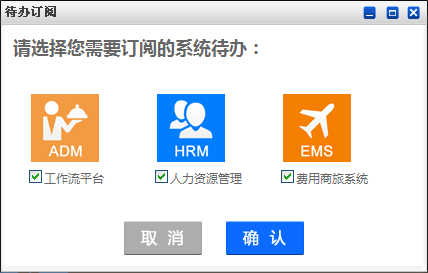 待办订阅
请选择您需要订阅的系统待办：
ADM
HRM
EMS
工作流平台
人力资源管理
费用商旅系统
取 消
确 认